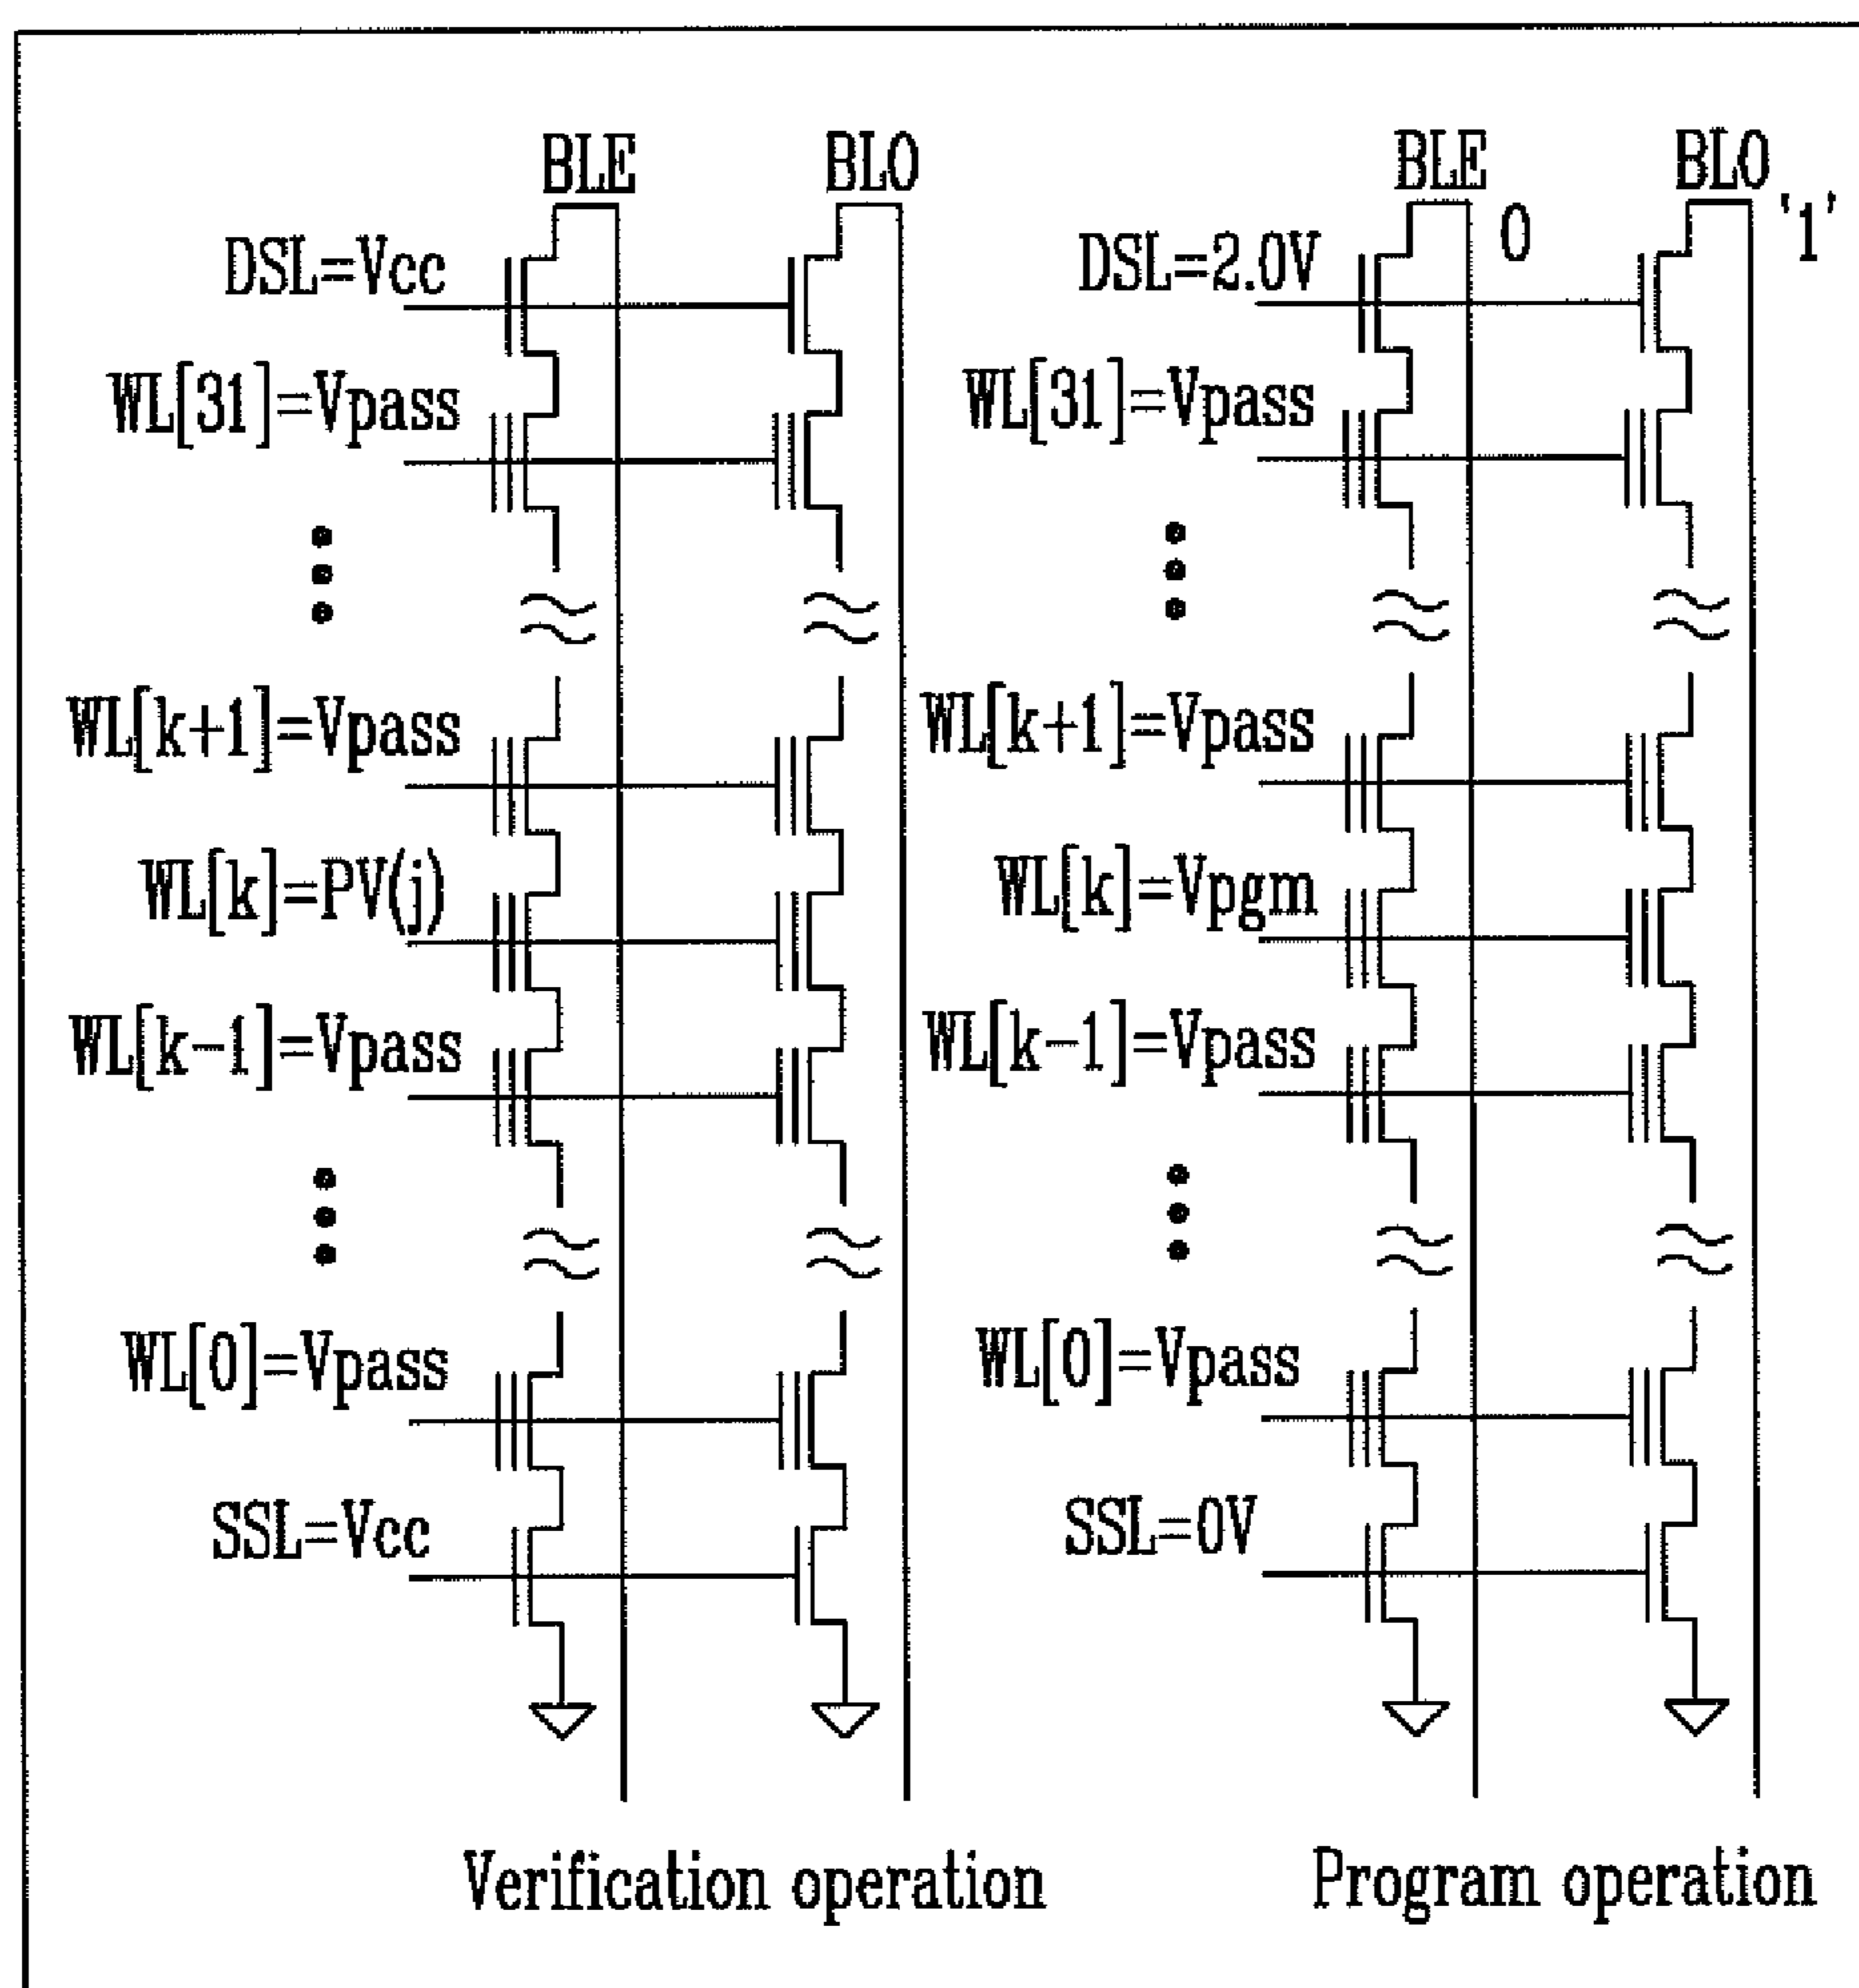 BLE BLO
DSL=Vcc
WL[31]=Vpass
WL[k+1]=Vpass
WL[k]=PV(j)
WL[k-1]=Vpass
WL[0]=Vpass
SSL=Vcc
Verification operation
BLE BLO
0 '1'
DSL=2.0V
WL[31]=Vpass
WL[k+1]=Vpass
WL[k]=Vpgm
WL[k-1]=Vpass
WL[0]=Vpass
SSL=0V
Program operation